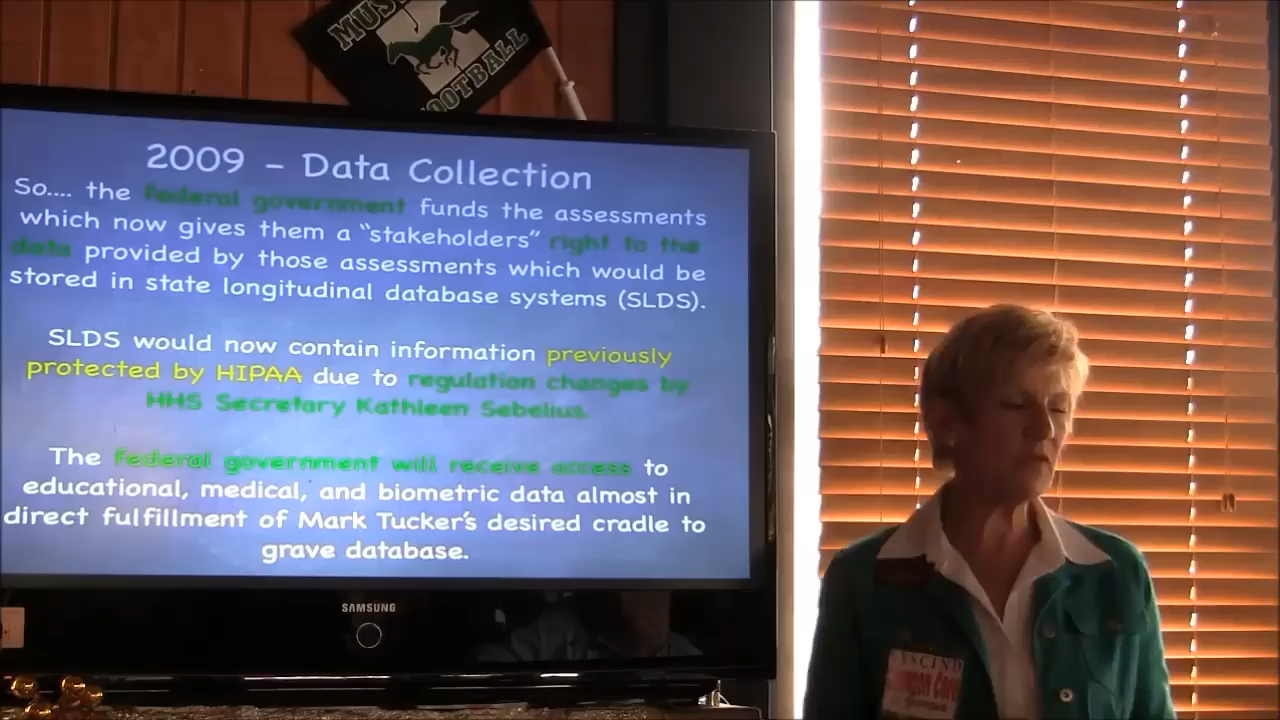 MUS
FOOTBALL
2009 – Data Collection
So.... the federal government funds the assessments
which now gives them a “stakeholders” right to the
data provided by those assessments which would be
stored in state longitudinal database systems (SLDS).
SLDS would now contain information previously
protected by HIPAA due to regulation changes by
HHS Secretary Kathleen Sebelius.
The federal government will receive access to
educational, medical, and biometric data almost in
direct fulfillment of Mark Tucker’s desired cradle to
grave database.
SAMSUNG